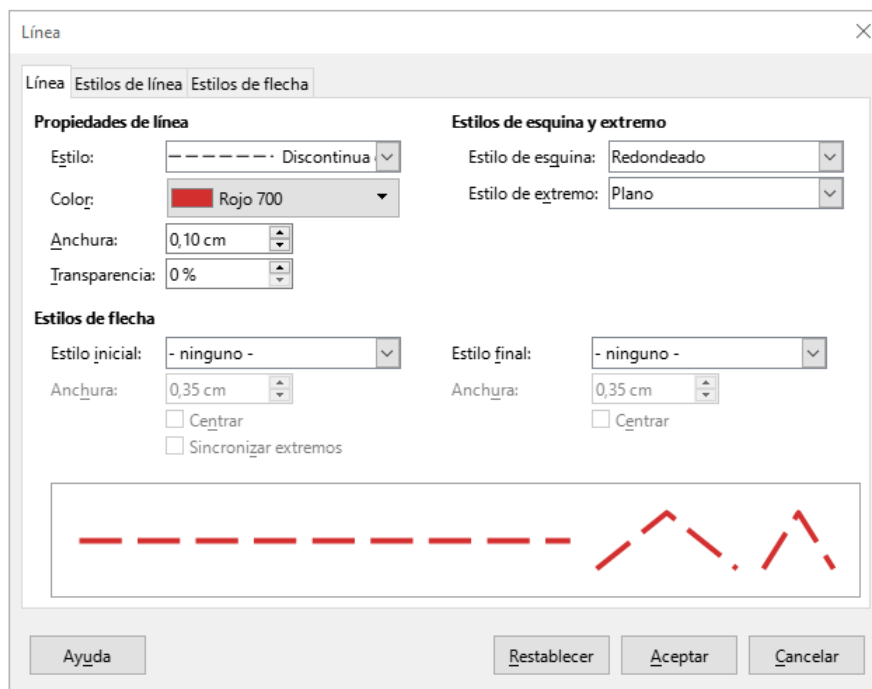 Línea
Línea Estilos de línea Estilos de flecha
Propiedades de línea
Estilo: Discontinua
Color: Rojo 700
Anchura: 0,10 cm
Transparencia: 0 %
Estilos de esquina y extremo
Estilo de esquina: Redondeado
Estilo de extremo: Plano
Estilos de flecha
Estilo inicial: - ninguno -
Anchura: 0,35 cm
Centrar
Sincronizar extremos
Estilo final: - ninguno -
Anchura: 0,35 cm
Centrar
Ayuda Restablecer Aceptar Cancelar